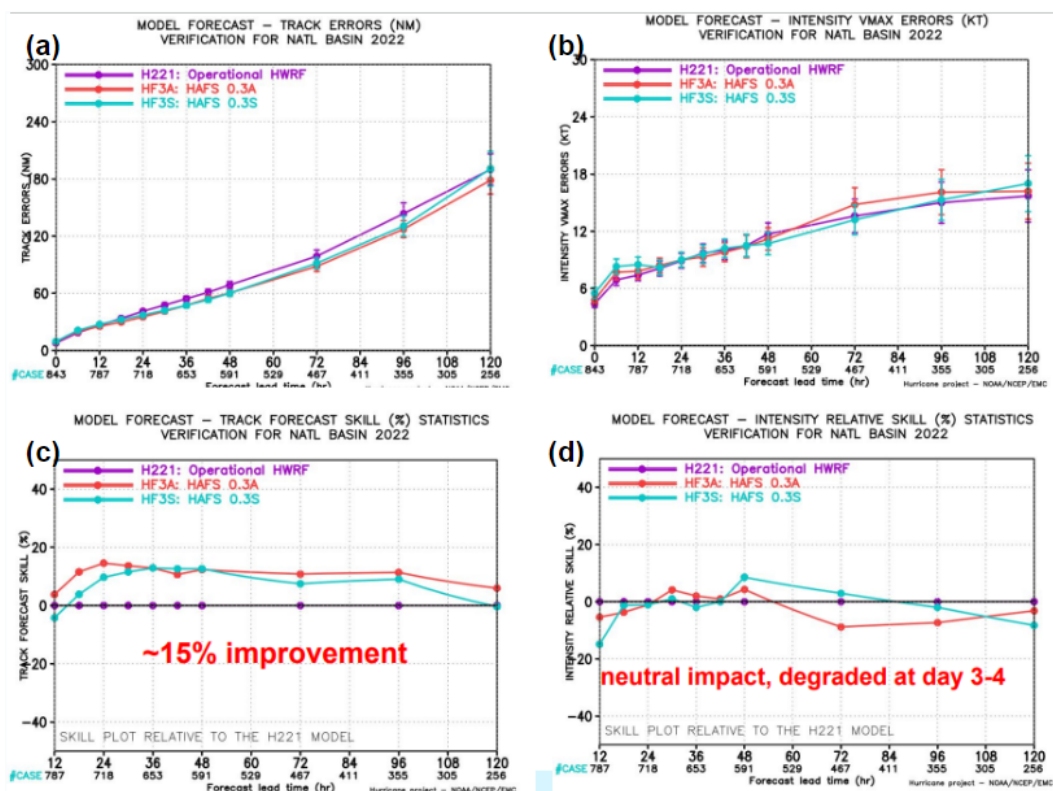 (a)
MODEL FORECAST – TRACK ERRORS (NM)
VERIFICATION FOR NATL BASIN 2022
H221: Operational HWRF
HF3A: HAFS 0.3A
HF3S: HAFS 0.3S
TRACK ERRORS (NM)
300
240
180
120
60
0
0 12 24 36 48 60 72 84 96 108 120
#CASE 843 787 718 653 591 529 467 411 355 305 256
Forecast lead time (hr)
Hurricane project – NOAA/NCEP/EMC
(b)
MODEL FORECAST – INTENSITY VMAX ERRORS (KT)
VERIFICATION FOR NATL BASIN 2022
H221: Operational HWRF
HF3A: HAFS 0.3A
HF3S: HAFS 0.3S
INTENSITY VMAX ERRORS (KT)
30
24
18
12
6
0
0 12 24 36 48 60 72 84 96 108 120
#CASE 843 787 718 653 591 529 467 411 355 305 256
Forecast lead time (hr)
Hurricane project – NOAA/NCEP/EMC
(c)
MODEL FORECAST – TRACK FORECAST SKILL (%) STATISTICS
VERIFICATION FOR NATL BASIN 2022
H221: Operational HWRF
HF3A: HAFS 0.3A
HF3S: HAFS 0.3S
TRACK FORECAST SKILL (%)
40
20
0
−20
−40
~15% improvement
SKILL PLOT RELATIVE TO THE H221 MODEL
12 24 36 48 60 72 84 96 108 120
#CASE 787 718 653 591 529 467 411 355 305 256
Forecast lead time (hr)
Hurricane project – NOAA/NCEP/EMC
(d)
MODEL FORECAST – INTENSITY RELATIVE SKILL (%) STATISTICS
VERIFICATION FOR NATL BASIN 2022
H221: Operational HWRF
HF3A: HAFS 0.3A
HF3S: HAFS 0.3S
INTENSITY RELATIVE SKILL (%)
40
20
0
−20
−40
neutral impact, degraded at day 3-4
SKILL PLOT RELATIVE TO THE H221 MODEL
12 24 36 48 60 72 84 96 108 120
#CASE 787 718 653 591 529 467 411 355 305 256
Forecast lead time (hr)
Hurricane project – NOAA/NCEP/EMC